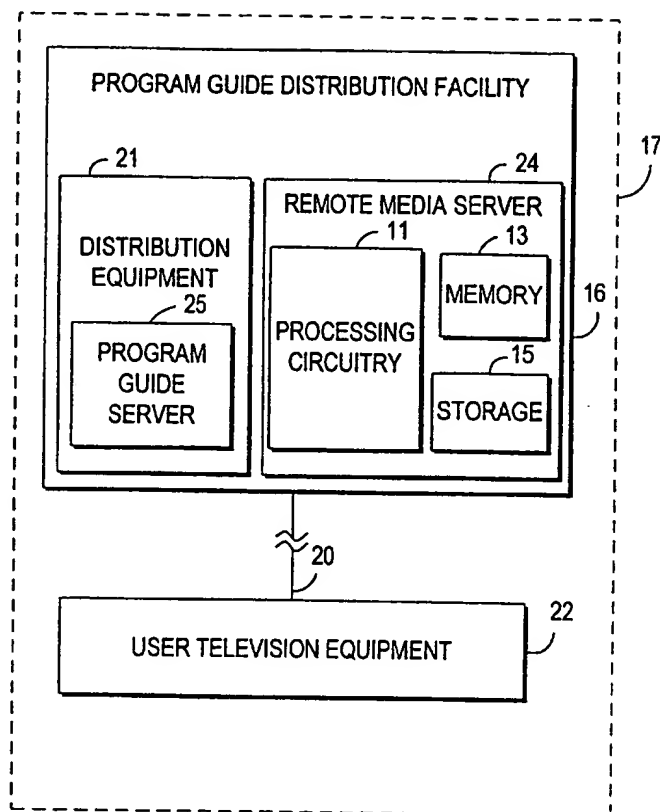 PROGRAM GUIDE DISTRIBUTION FACILITY
17
21
24
DISTRIBUTION
EQUIPMENT
REMOTE MEDIA SERVER
11
13
16
25
PROGRAM
GUIDE
SERVER
PROCESSING
CIRCUITRY
MEMORY
15
STORAGE
20
22
USER TELEVISION EQUIPMENT